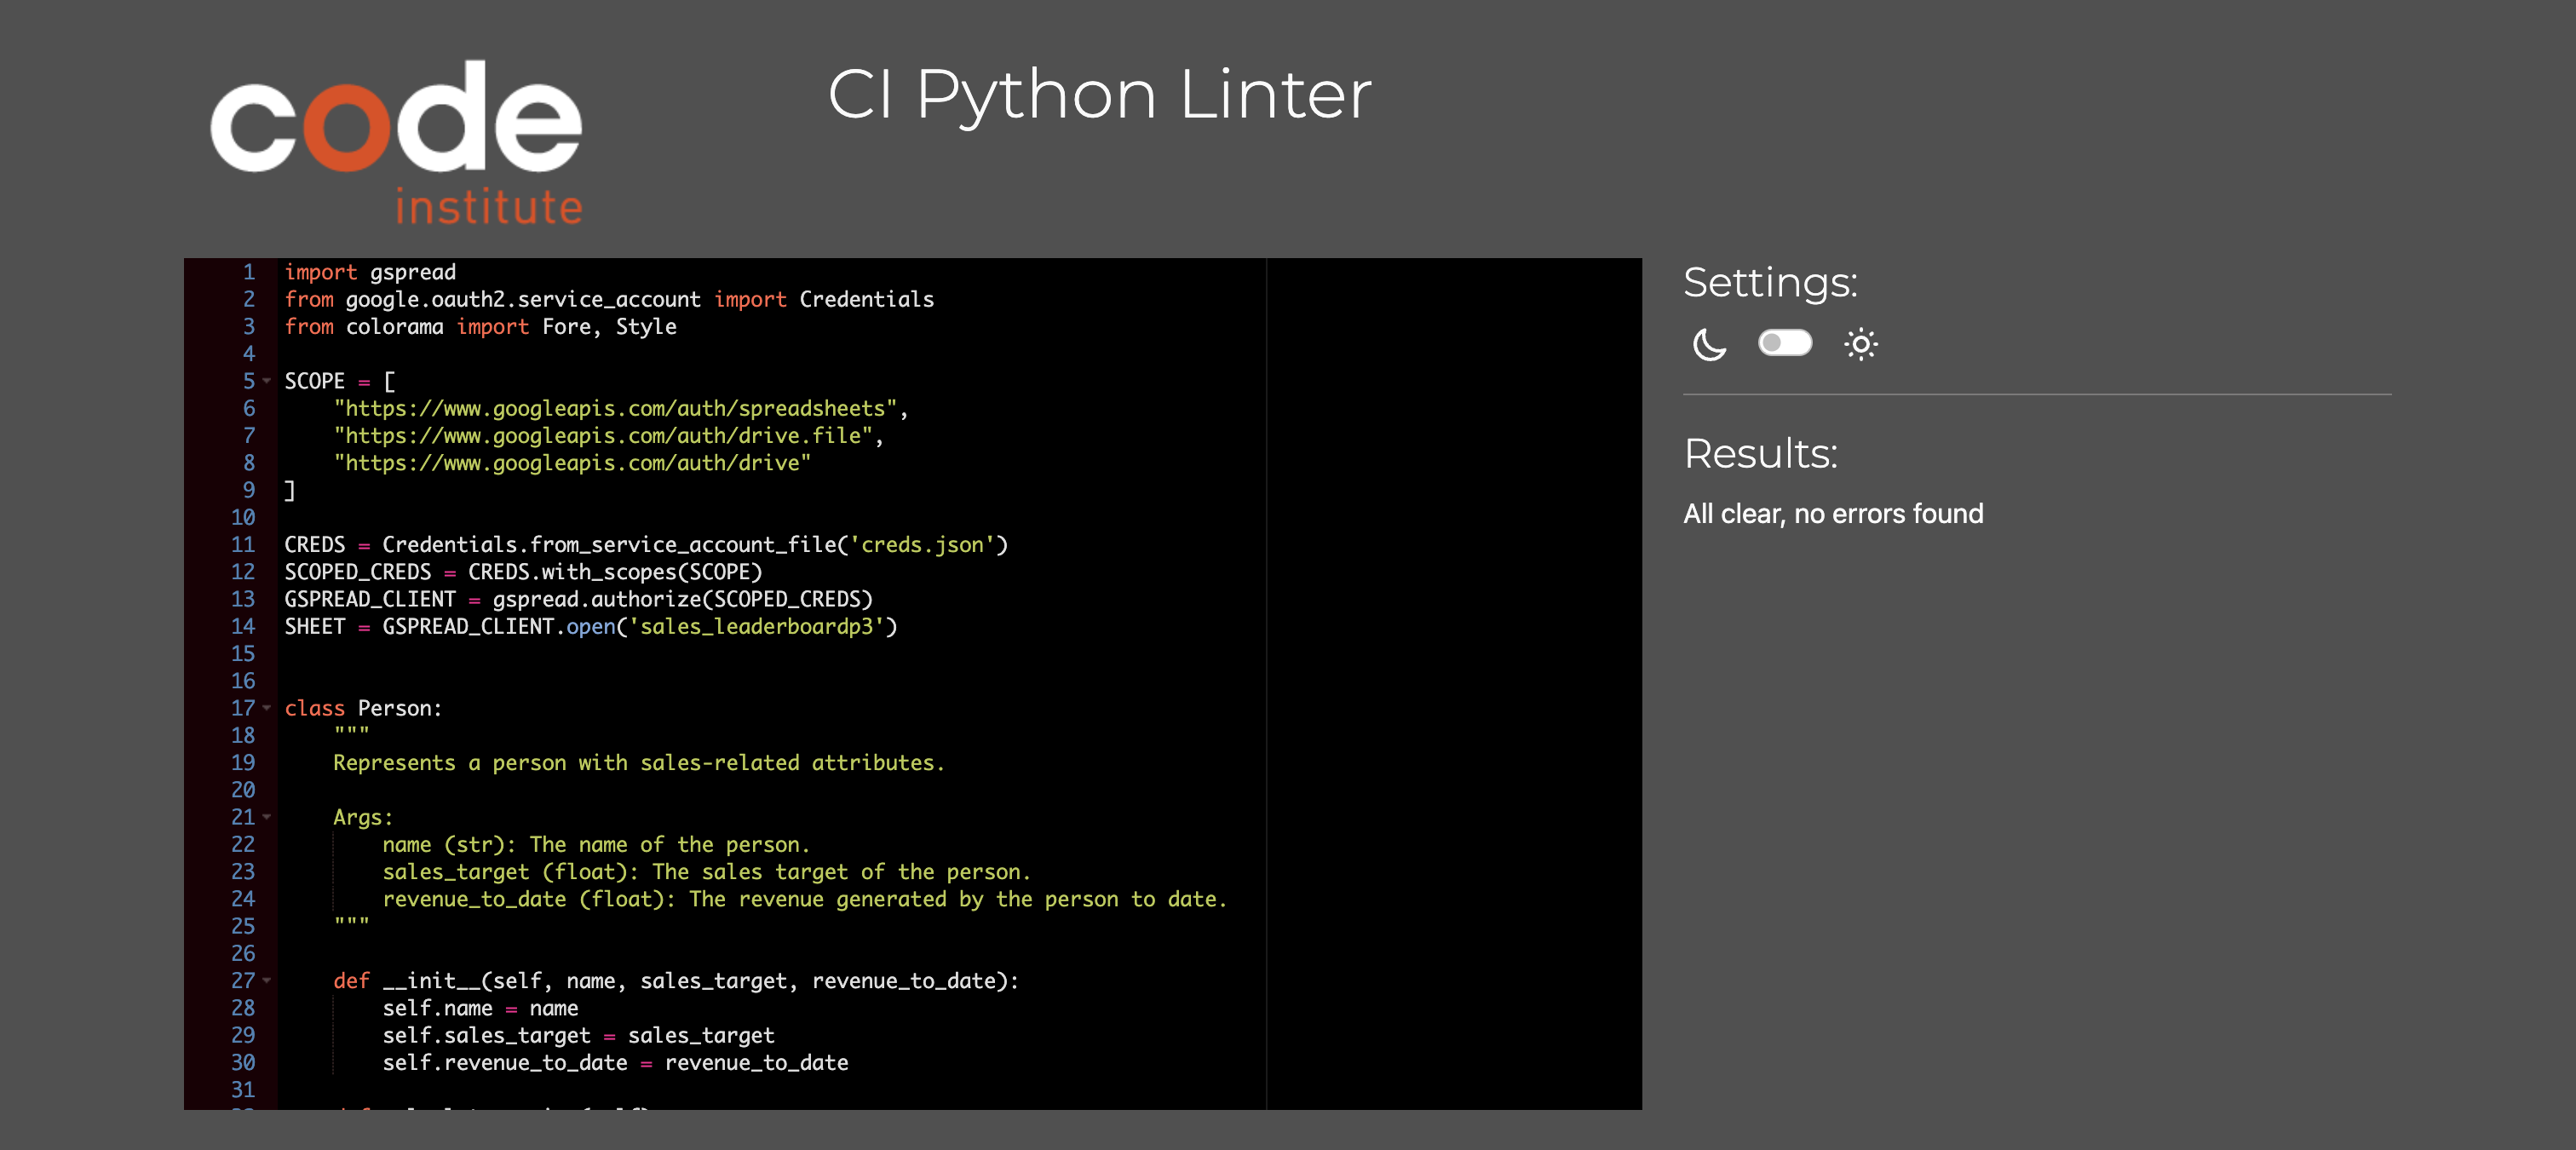 code
institute
CI Python Linter
1 import gspread
2 from google.oauth2.service_account import Credentials
3 from colorama import Fore, Style
4
5 SCOPE = [
6     "https://www.googleapis.com/auth/spreadsheets",
7     "https://www.googleapis.com/auth/drive.file",
8     "https://www.googleapis.com/auth/drive"
9 ]
10
11 CREDS = Credentials.from_service_account_file('creds.json')
12 SCOPED_CREDS = CREDS.with_scopes(SCOPE)
13 GSPREAD_CLIENT = gspread.authorize(SCOPED_CREDS)
14 SHEET = GSPREAD_CLIENT.open('sales_leaderboardp3')
15
16
17 class Person:
18     """
19     Represents a person with sales-related attributes.
20
21     Args:
22         name (str): The name of the person.
23         sales_target (float): The sales target of the person.
24         revenue_to_date (float): The revenue generated by the person to date.
25     """
26
27     def __init__(self, name, sales_target, revenue_to_date):
28         self.name = name
29         self.sales_target = sales_target
30         self.revenue_to_date = revenue_to_date
31
Settings:
Results:
All clear, no errors found